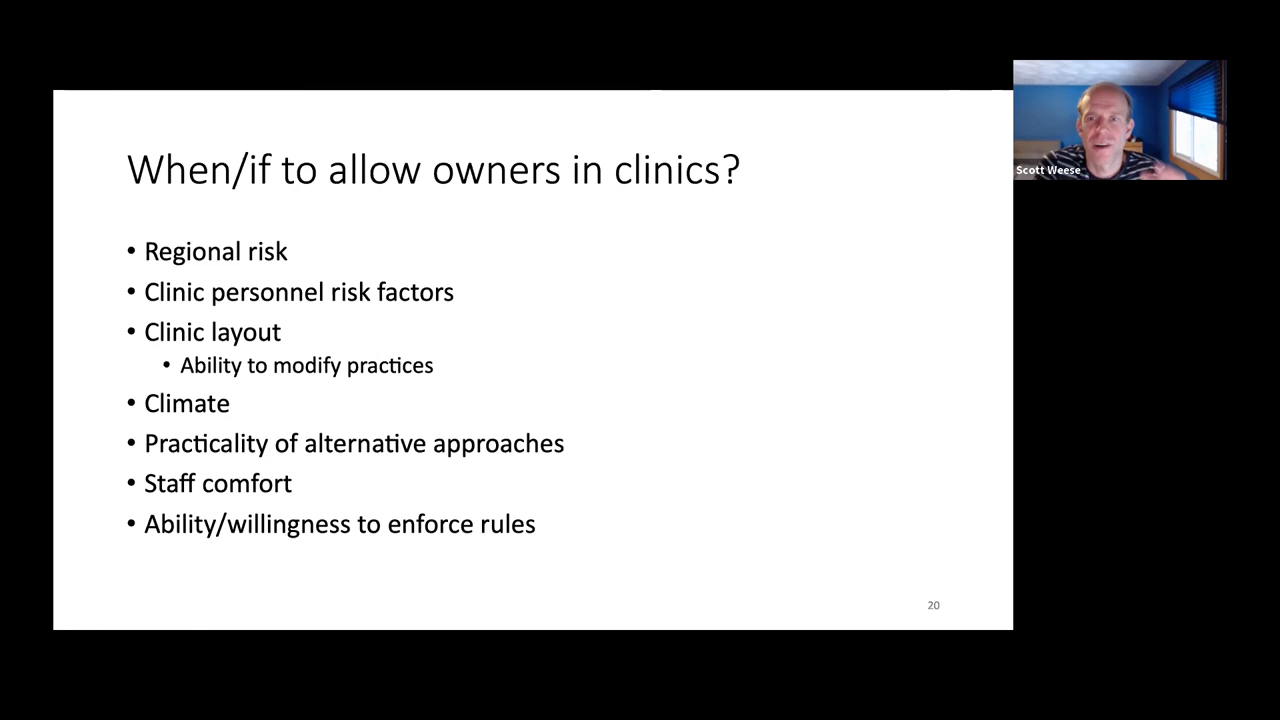 When/if to allow owners in clinics?
• Regional risk
• Clinic personnel risk factors
• Clinic layout
• Ability to modify practices
• Climate
• Practicality of alternative approaches
• Staff comfort
• Ability/willingness to enforce rules
20
Scott Weese